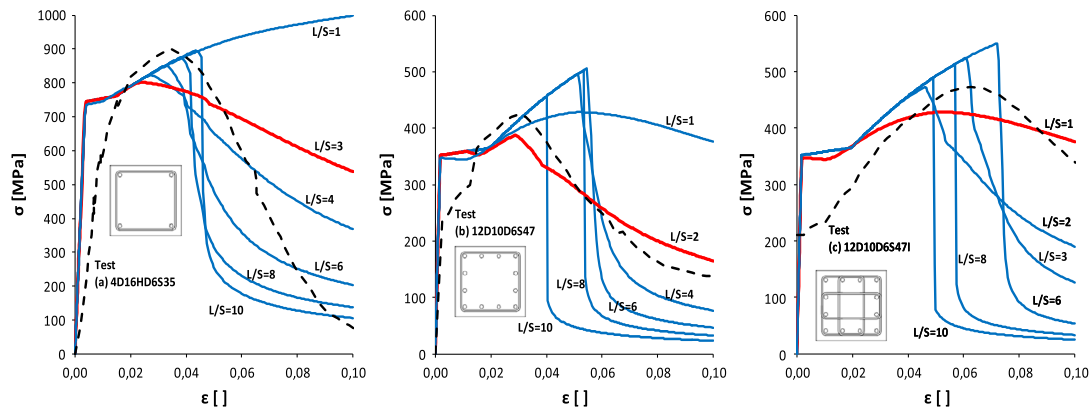 1000
900
800
700
600
500
400
300
200
100
0
σ [MPa]
0,00
0,02
0,04
0,06
0,08
0,10
ε [ ]
L/S=1
L/S=3
L/S=4
L/S=6
L/S=8
L/S=10
Test
(a) 4D16HD6S35
600
500
400
300
200
100
0
σ [MPa]
0,00
0,02
0,04
0,06
0,08
0,10
ε [ ]
L/S=1
L/S=2
L/S=4
L/S=6
L/S=8
L/S=10
Test
(b) 12D10D6S47
600
500
400
300
200
100
0
σ [MPa]
0,00
0,02
0,04
0,06
0,08
0,10
ε [ ]
L/S=1
L/S=2
L/S=3
L/S=6
L/S=8
L/S=10
Test
(c) 12D10D6S47I